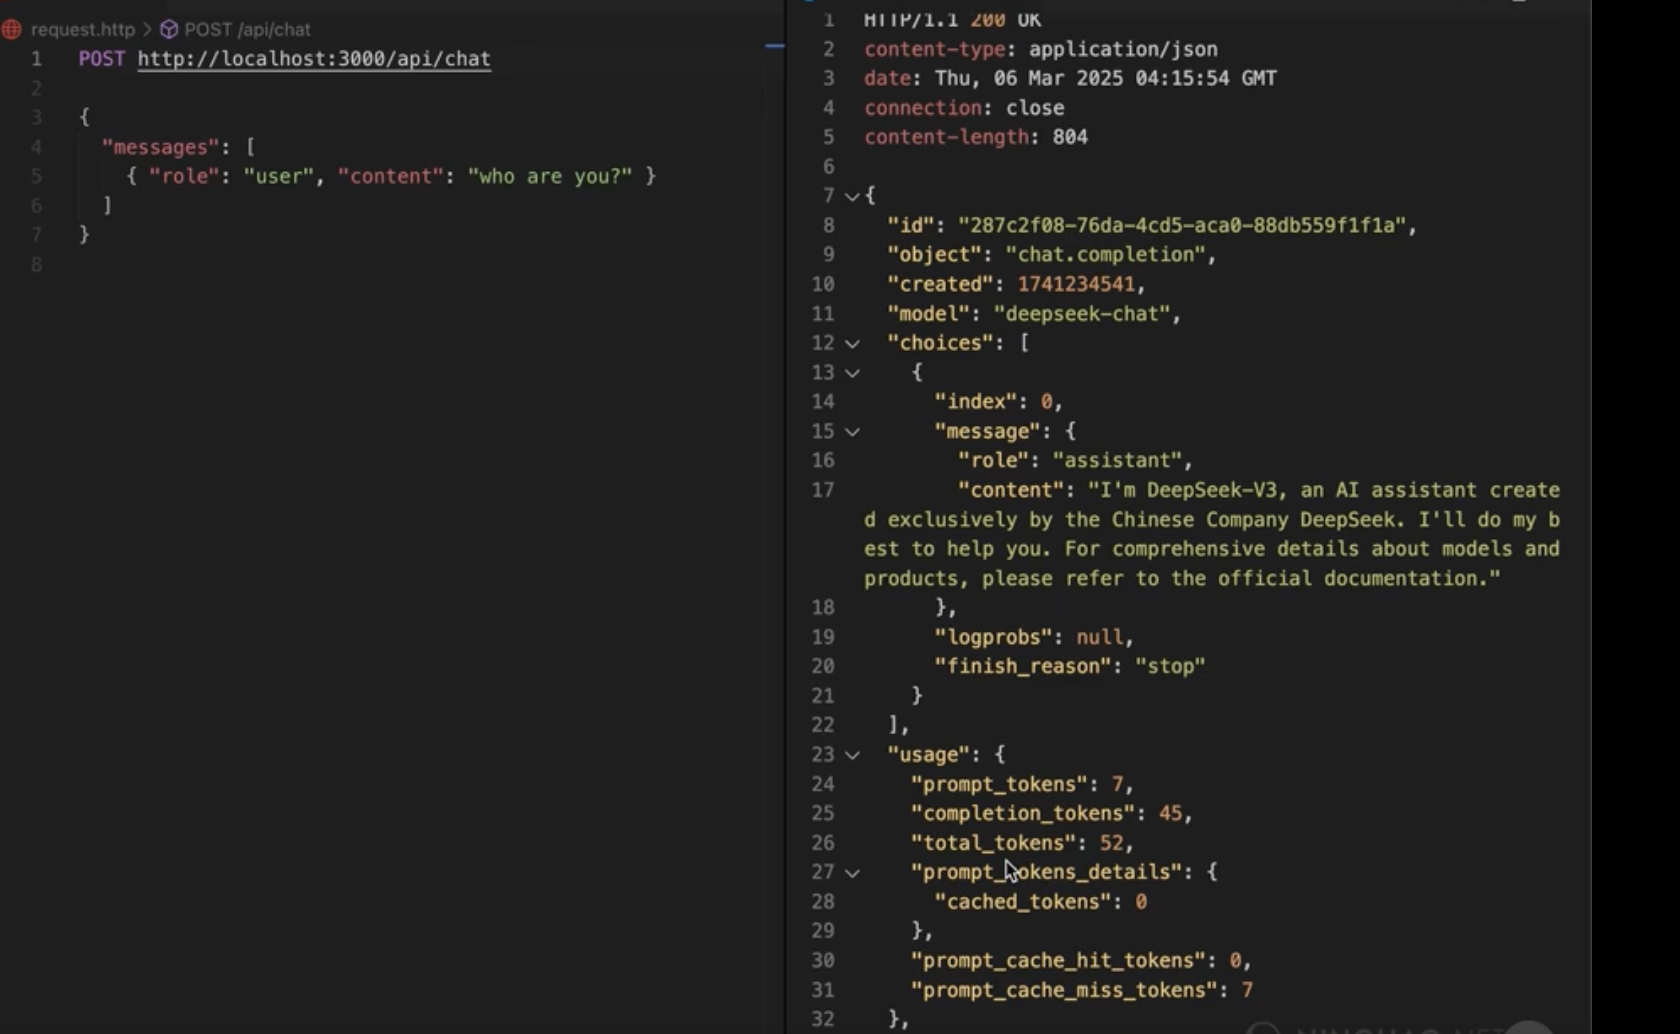 request.http > POST /api/chat
1 POST http://localhost:3000/api/chat
2
3 {
4 "messages": [
5 { "role": "user", "content": "who are you?" }
6 ]
7 }
8
1 HTTP/1.1 200 OK
2 content-type: application/json
3 date: Thu, 06 Mar 2025 04:15:54 GMT
4 connection: close
5 content-length: 804
6
7 {
8 "id": "287c2f08-76da-4cd5-aca0-88db559f1f1a",
9 "object": "chat.completion",
10 "created": 1741234541,
11 "model": "deepseek-chat",
12 "choices": [
13 {
14 "index": 0,
15 "message": {
16 "role": "assistant",
17 "content": "I'm DeepSeek-V3, an AI assistant create
d exclusively by the Chinese Company DeepSeek. I'll do my b
est to help you. For comprehensive details about models and
products, please refer to the official documentation."
18 },
19 "logprobs": null,
20 "finish_reason": "stop"
21 }
22 ],
23 "usage": {
24 "prompt_tokens": 7,
25 "completion_tokens": 45,
26 "total_tokens": 52,
27 "prompt_tokens_details": {
28 "cached_tokens": 0
29 },
30 "prompt_cache_hit_tokens": 0,
31 "prompt_cache_miss_tokens": 7
32 },